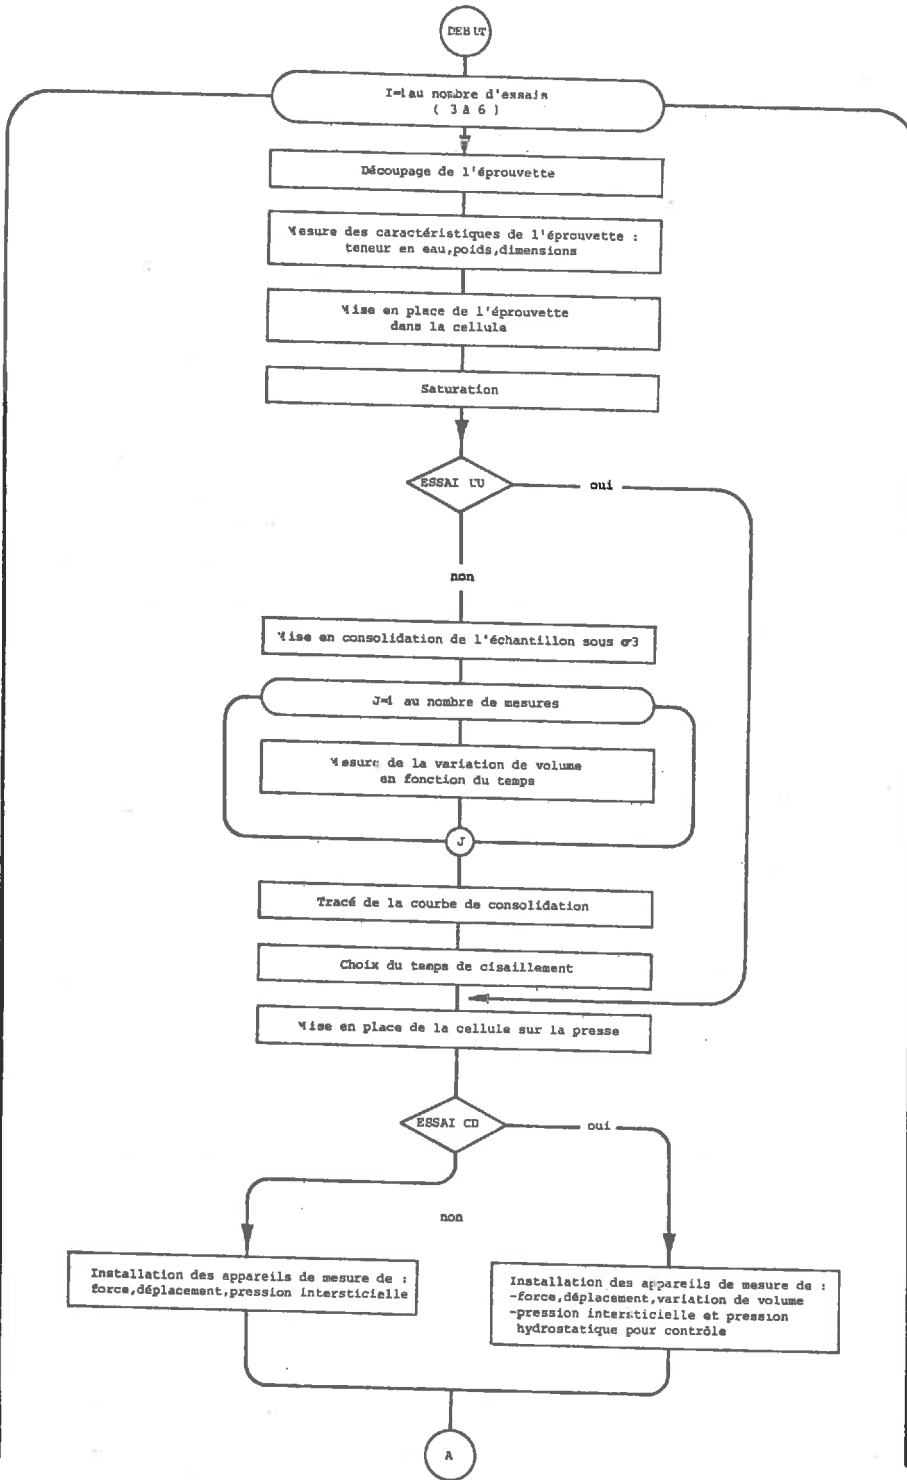 DEBUT
I=1au nombre d'essais
( 3 à 6 )
Découpage de l'éprouvette
Mesure des caractéristiques de l'éprouvette :
teneur en eau,poids,dimensions
Mise en place de l'éprouvette
dans la cellule
Saturation
ESSAI UU
oui
non
Mise en consolidation de l'échantillon sous σ3
J=1 au nombre de mesures
Mesure de la variation de volume
en fonction du temps
J
Tracé de la courbe de consolidation
Choix du temps de cisaillement
Mise en place de la cellule sur la presse
ESSAI CD
oui
non
Installation des appareils de mesure de :
force,déplacement,pression intersticielle
Installation des appareils de mesure de :
-force,déplacement,variation de volume
-pression intersticielle et pression
hydrostatique pour contrôle
A